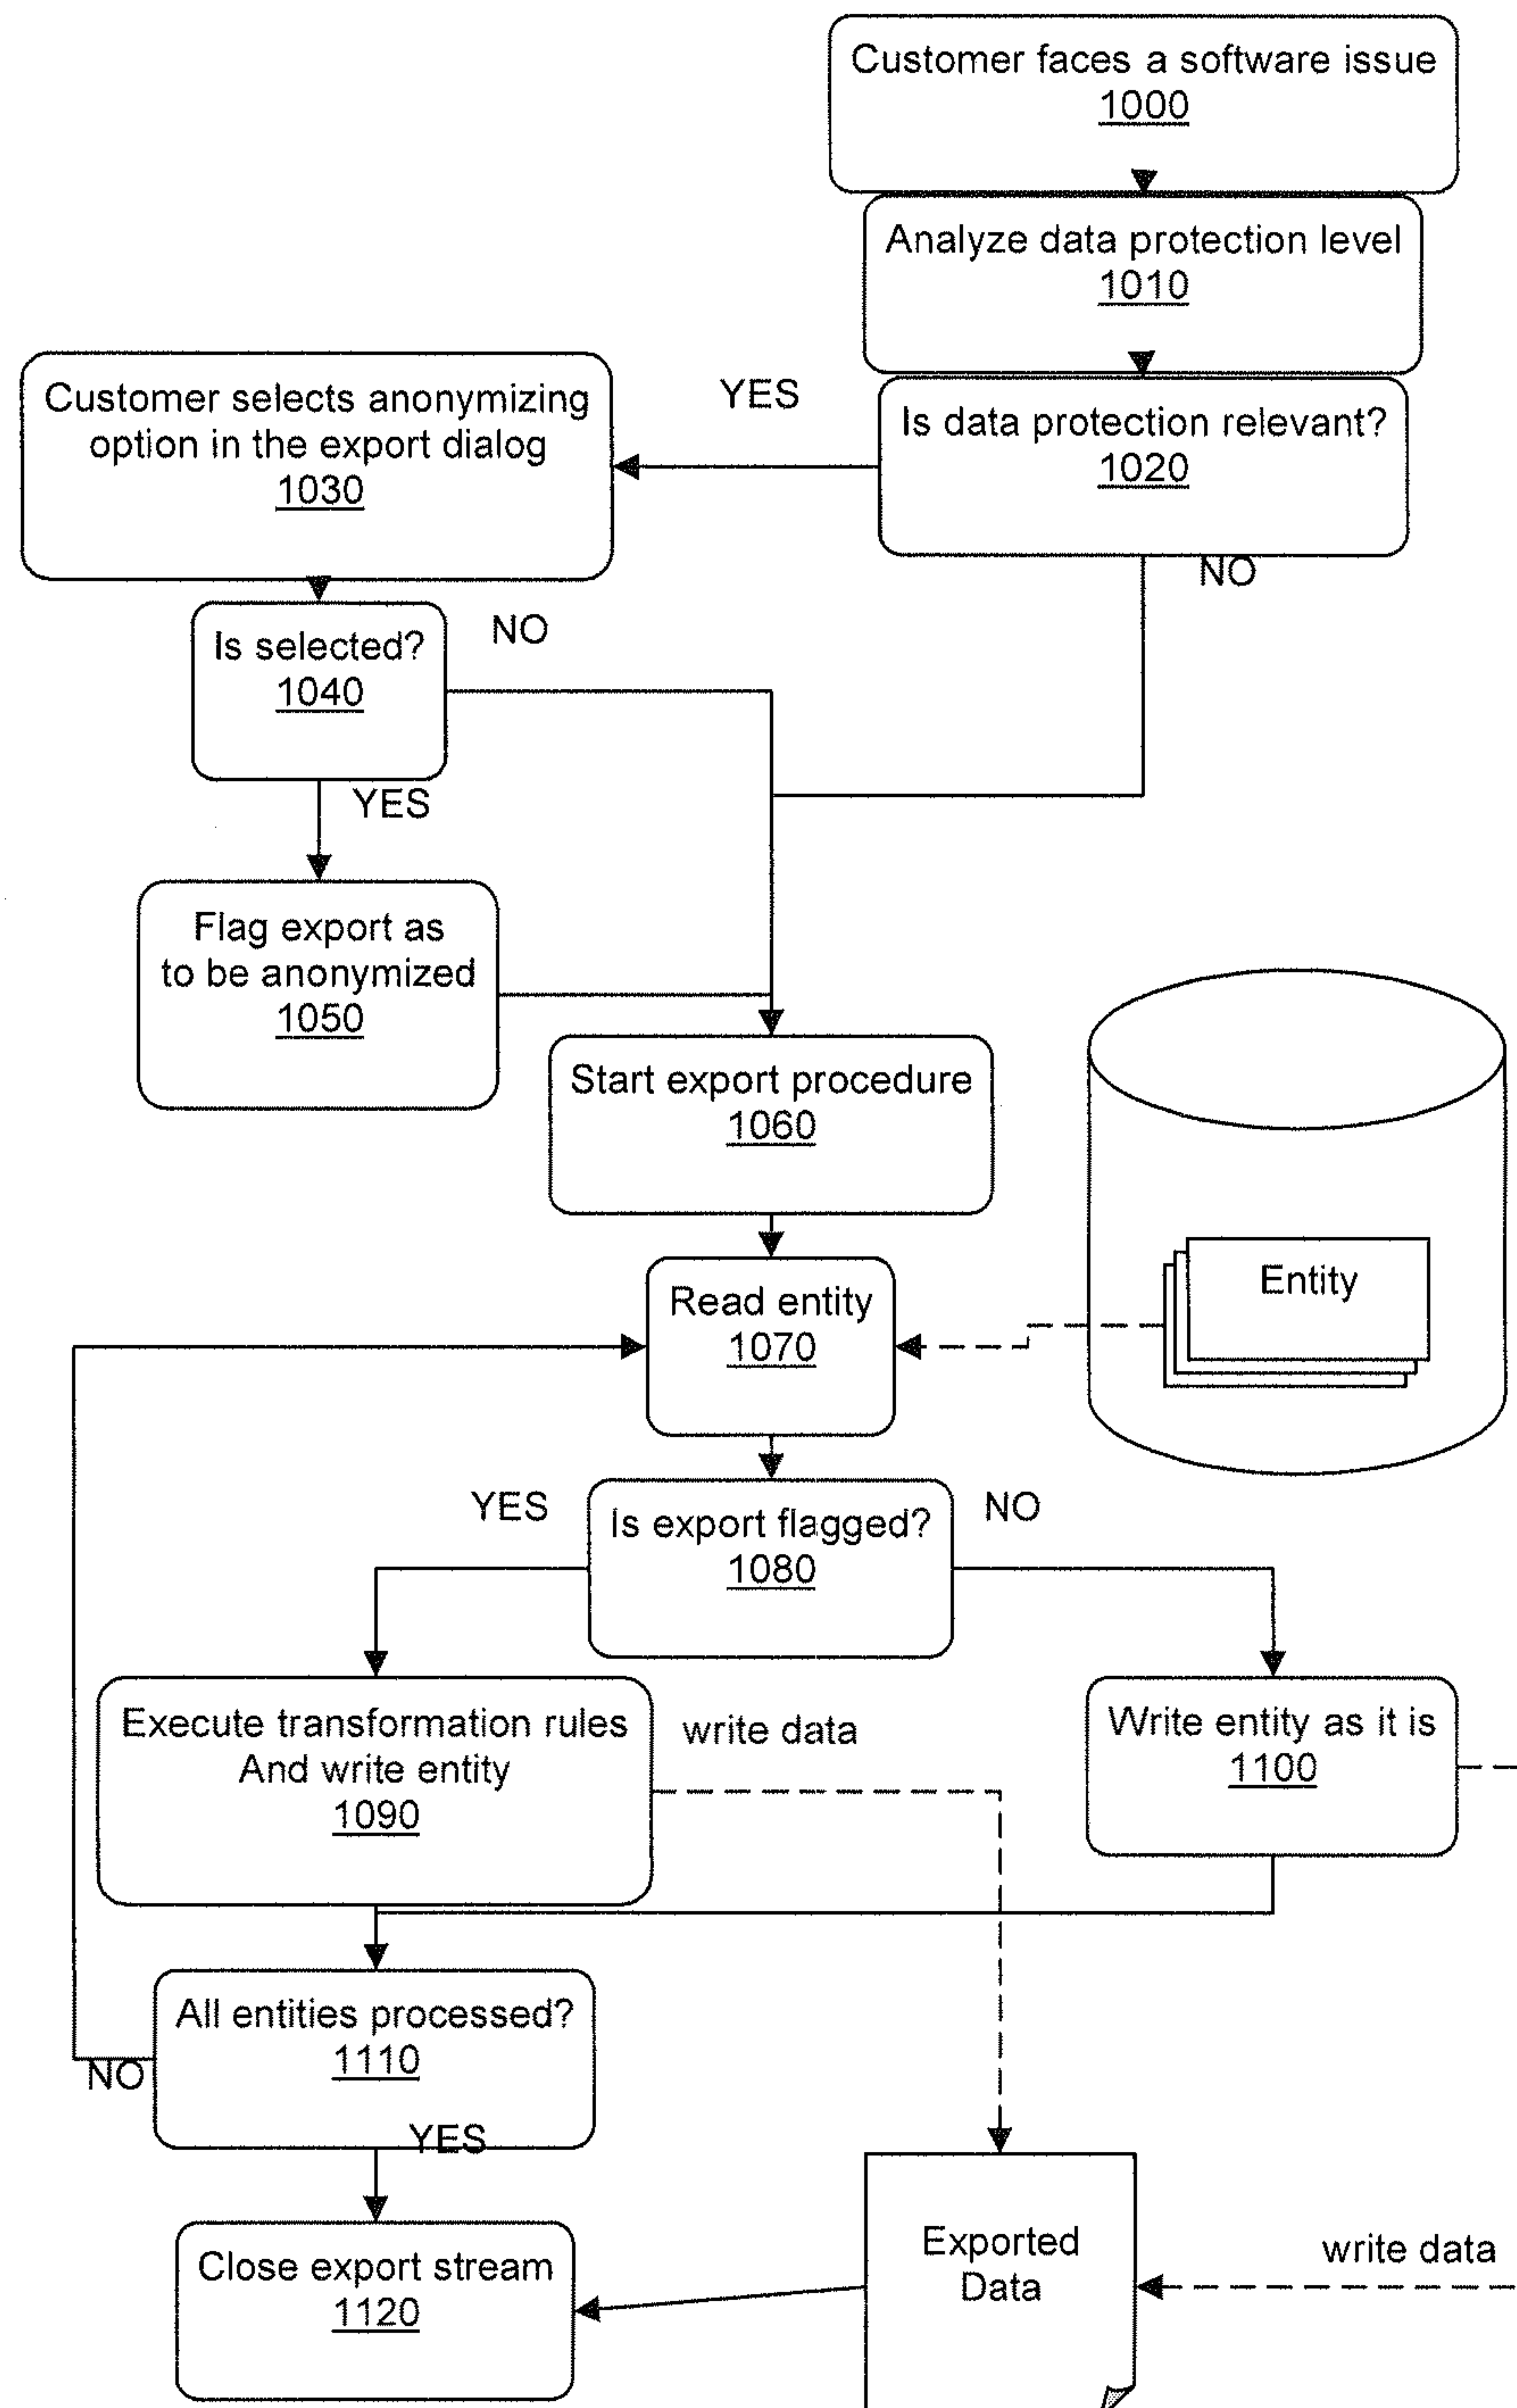 Customer faces a software issue
1000
Analyze data protection level
1010
Is data protection relevant?
1020
YES
NO
Customer selects anonymizing
option in the export dialog
1030
Is selected?
1040
NO
YES
Flag export as
to be anonymized
1050
Start export procedure
1060
Read entity
1070
Entity
Is export flagged?
1080
YES
NO
Execute transformation rules
And write entity
1090
write data
Write entity as it is
1100
All entities processed?
1110
NO
YES
Close export stream
1120
Exported
Data
write data